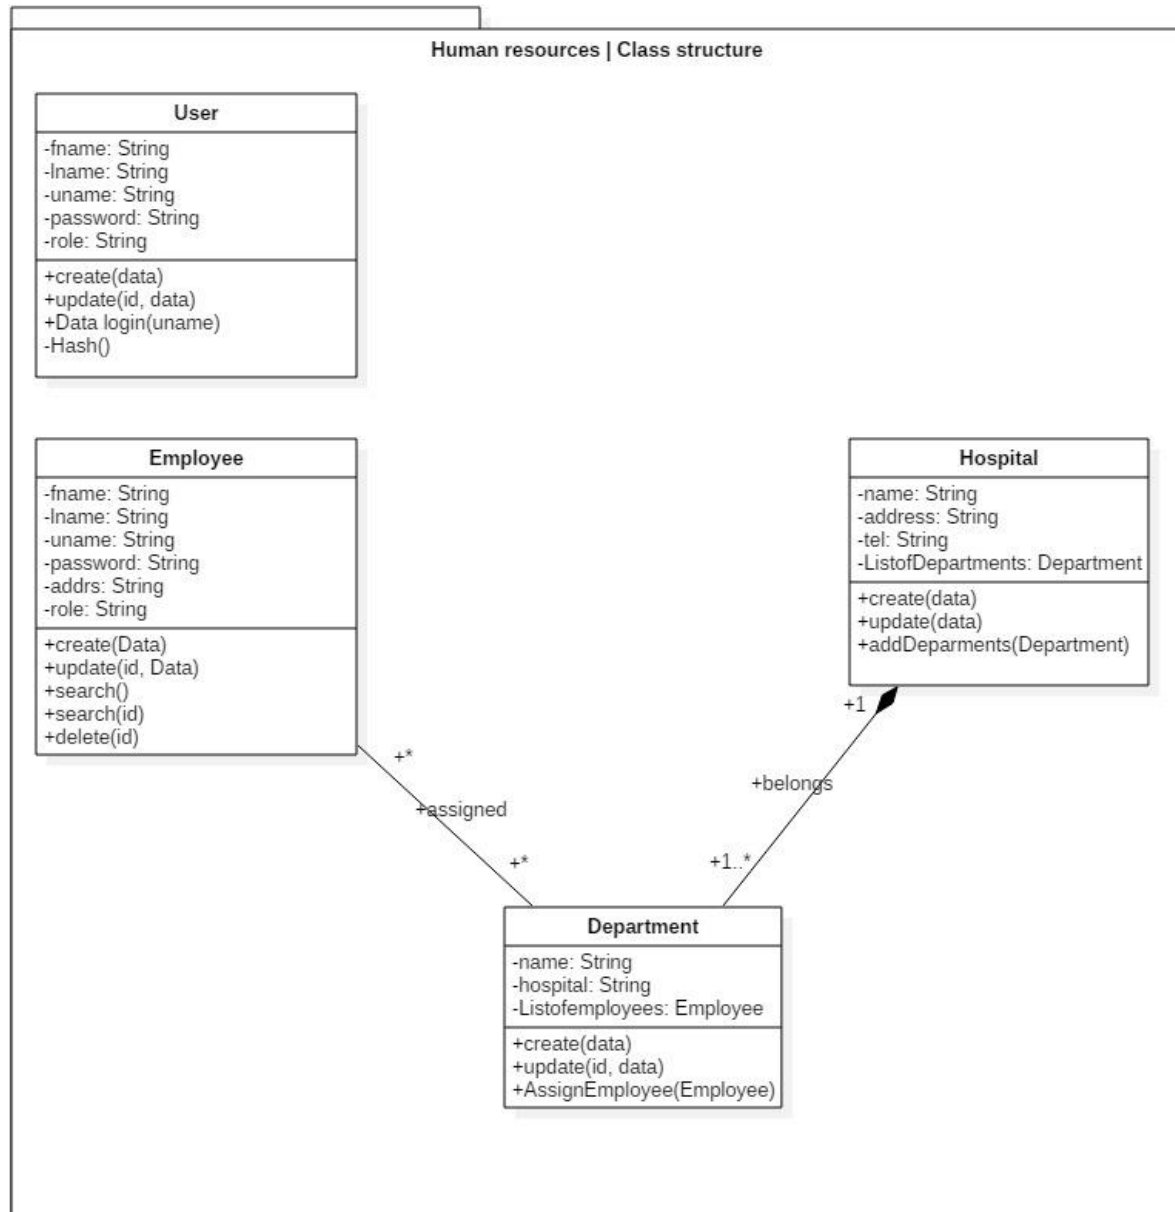 Human resources | Class structure
User
-fname: String
-lname: String
-uname: String
-password: String
-role: String
+create(data)
+update(id, data)
+Data login(uname)
-Hash()
Employee
-fname: String
-lname: String
-uname: String
-password: String
-addrs: String
-role: String
+create(Data)
+update(id, Data)
+search()
+search(id)
+delete(id)
Hospital
-name: String
-address: String
-tel: String
-ListofDepartments: Department
+create(data)
+update(data)
+addDeparments(Department)
+1
+*
+belongs
+assigned
+*
+1..*
Department
-name: String
-hospital: String
-Listofemployees: Employee
+create(data)
+update(id, data)
+AssignEmployee(Employee)